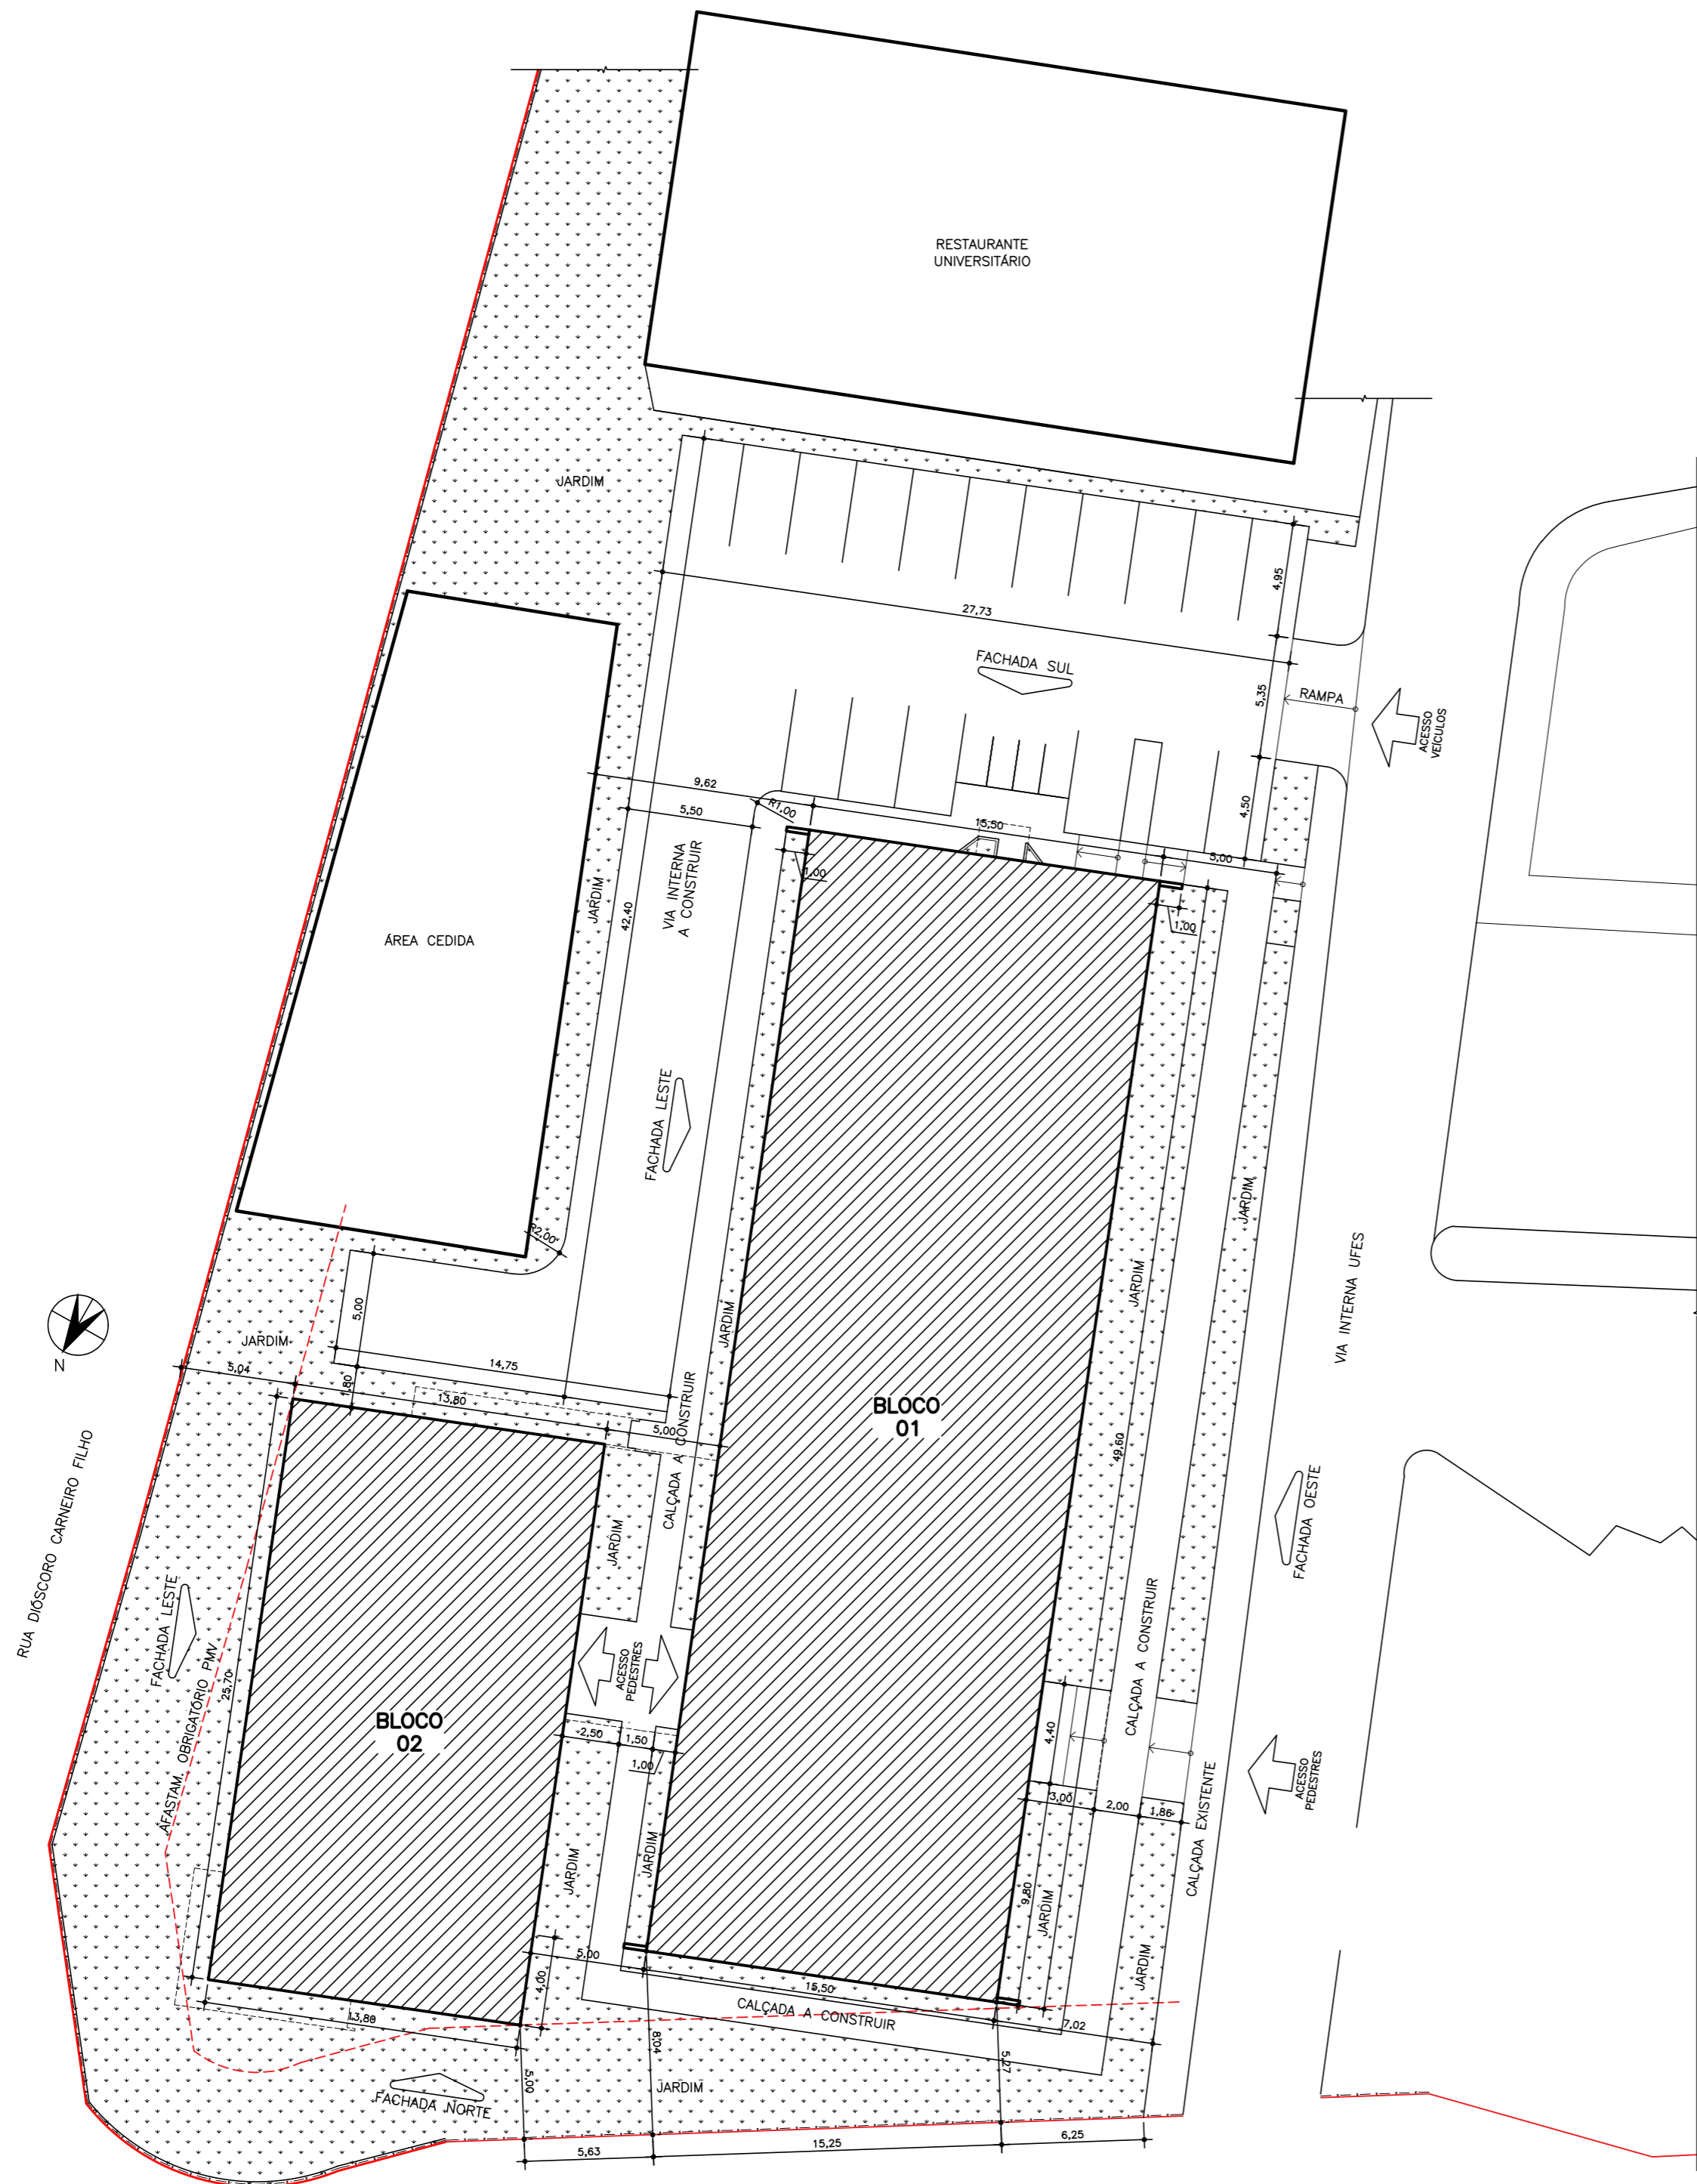 RESTAURANTE
UNIVERSITÁRIO
JARDIM
4,95
27,73
FACHADA SUL
5,35
RAMPA
ACESSO
VEÍCULOS
9,62
R1,00
5,50
15,50
4,50
5,00
1,00
1,00
VIA INTERNA
A CONSTRUIR
JARDIM
42,40
ÁREA CEDIDA
FACHADA LESTE
JARDIM
JARDIM
VIA INTERNA UFES
R2,00
5,00
JARDIM
N
JARDIM
5,04
14,75
1,80
13,80
5,00
CALÇADA A CONSTRUIR
BLOCO
01
49,60
RUA DIÓSCORO CARNEIRO FILHO
FACHADA OESTE
JARDIM
FACHADA LESTE
AFASTAM. OBRIGATÓRIO PMV
25,70
ACESSO
PEDESTRES
CALÇADA A CONSTRUIR
BLOCO
02
2,50
1,50
1,00
4,40
ACESSO
PEDESTRES
3,00
2,00
1,86
CALÇADA EXISTENTE
JARDIM
JARDIM
9,80
JARDIM
JARDIM
5,00
4,00
15,50
13,80
CALÇADA A CONSTRUIR
7,02
8,04
5,27
5,00
JARDIM
FACHADA NORTE
5,63
15,25
6,25